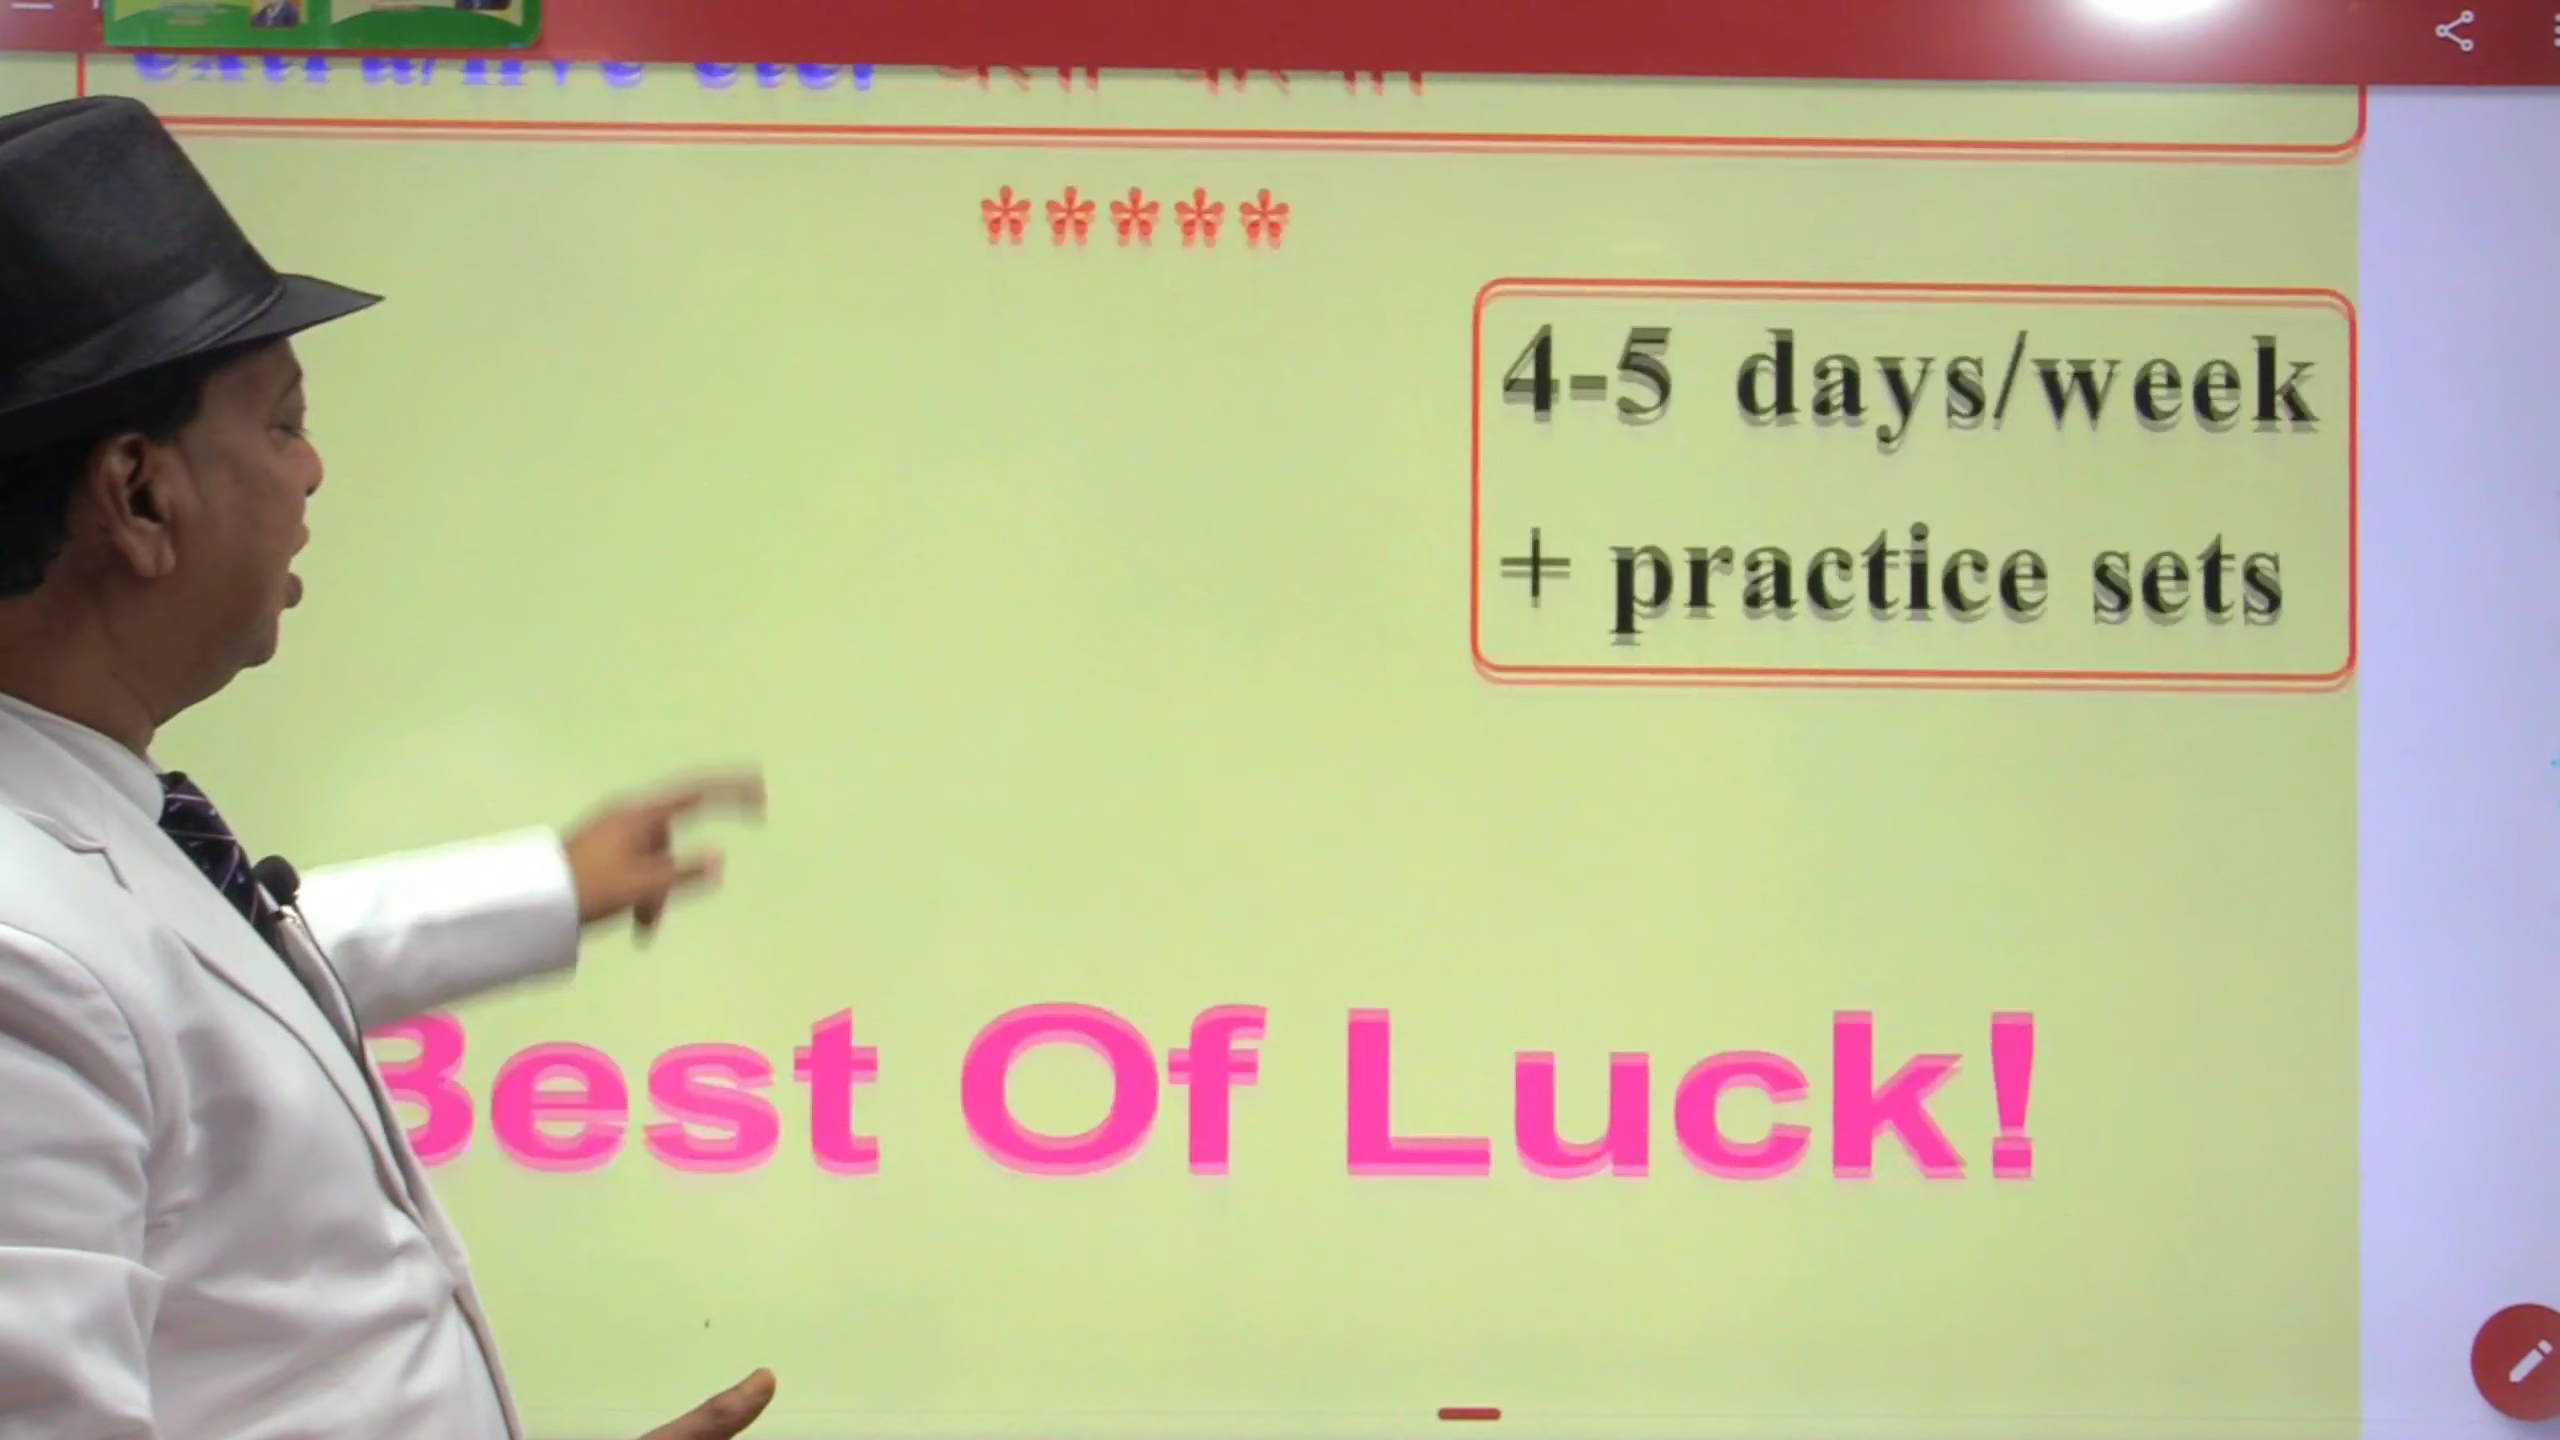 *****
4-5 days/week
+ practice sets
Best Of Luck!